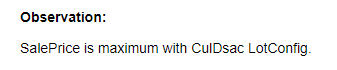 Observation:
SalePrice is maximum with CulDsac LotConfig.